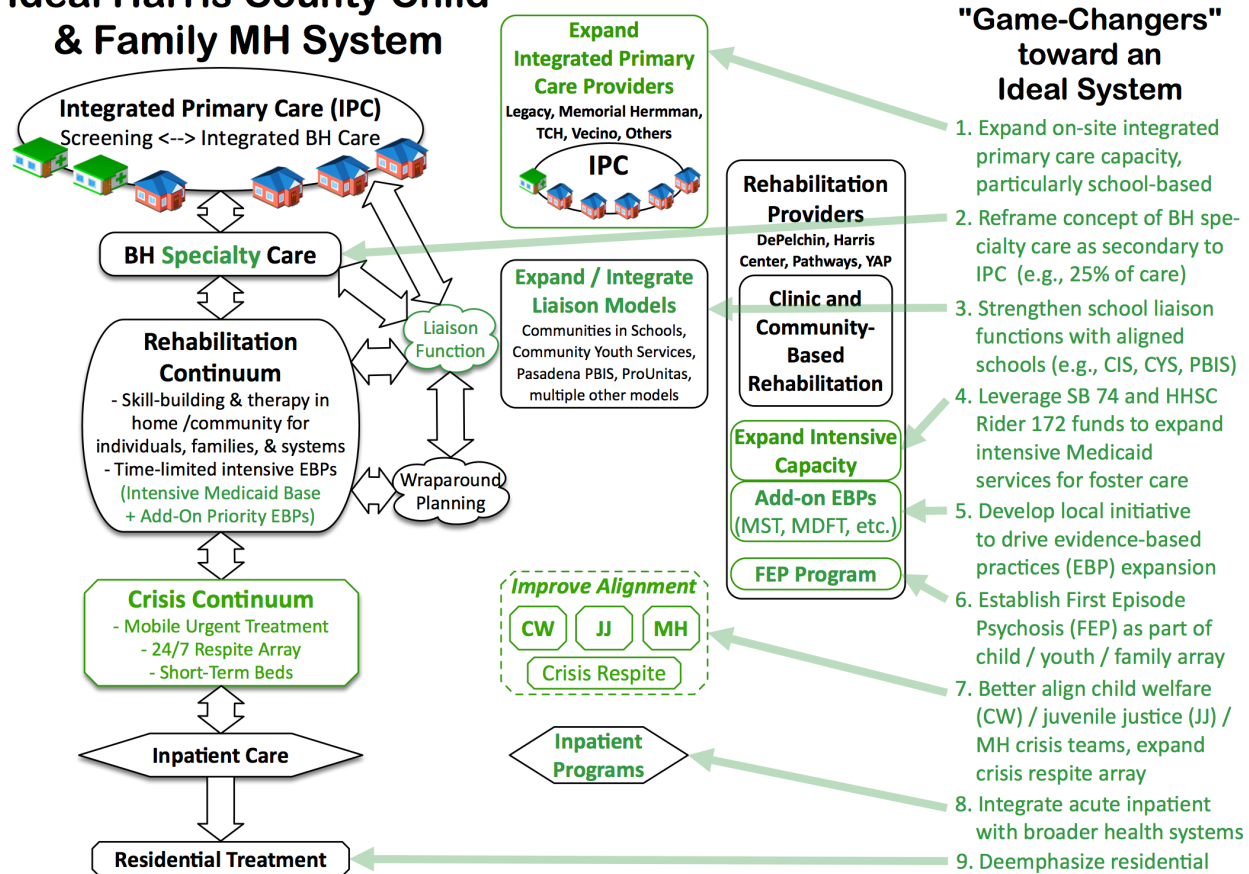 Ideal Harris County Child
& Family MH System
Integrated Primary Care (IPC)
Screening <--> Integrated BH Care
BH Specialty Care
Rehabilitation
Continuum
- Skill-building & therapy in
home /community for
individuals, families, & systems
- Time-limited intensive EBPs
(Intensive Medicaid Base
+ Add-On Priority EBPs)
Liaison
Function
Wraparound
Planning
Crisis Continuum
- Mobile Urgent Treatment
- 24/7 Respite Array
- Short-Term Beds
Inpatient Care
Residential Treatment
Expand
Integrated Primary
Care Providers
Legacy, Memorial Hermman,
TCH, Vecino, Others
IPC
Expand / Integrate
Liaison Models
Communities in Schools,
Community Youth Services,
Pasadena PBIS, ProUnitas,
multiple other models
Improve Alignment
CW JJ MH
Crisis Respite
Inpatient
Programs
Rehabilitation
Providers
DePelchin, Harris
Center, Pathways, YAP
Clinic and
Community-
Based
Rehabilitation
Expand Intensive
Capacity
Add-on EBPs
(MST, MDFT, etc.)
FEP Program
"Game-Changers"
toward an
Ideal System
1. Expand on-site integrated
primary care capacity,
particularly school-based
2. Reframe concept of BH spe-
cialty care as secondary to
IPC (e.g., 25% of care)
3. Strengthen school liaison
functions with aligned
schools (e.g., CIS, CYS, PBIS)
4. Leverage SB 74 and HHSC
Rider 172 funds to expand
intensive Medicaid
services for foster care
5. Develop local initiative
to drive evidence-based
practices (EBP) expansion
6. Establish First Episode
Psychosis (FEP) as part of
child / youth / family array
7. Better align child welfare
(CW) / juvenile justice (JJ) /
MH crisis teams, expand
crisis respite array
8. Integrate acute inpatient
with broader health systems
9. Deemphasize residential